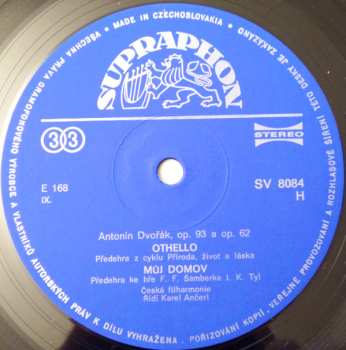 • MADE IN CZECHOSLOVAKIA •
VŠECHNA PRÁVA GRAMOFONOVÉHO VÝROBCE A VLASTNÍKŮ AUTORSKÝCH PRÁV K DÍLU VYHRAŽENA. POŘIZOVÁNÍ KOPIÍ, VEŘEJNÉ PROVOZOVÁNÍ A ROZHLASOVÉ ŠÍŘENÍ TÉTO DESKY JE ZAKÁZÁNO
SUPRAPHON
33
STEREO
E 168
IX.
SV 8084
H
Antonín Dvořák, op. 93 a op. 62
OTHELLO
Předehra z cyklu Příroda, život a láska
MŮJ DOMOV
Předehra ke hře F. F. Šamberka (J. K. Tyl
Česká filharmonie
Řídí Karel Ančerl